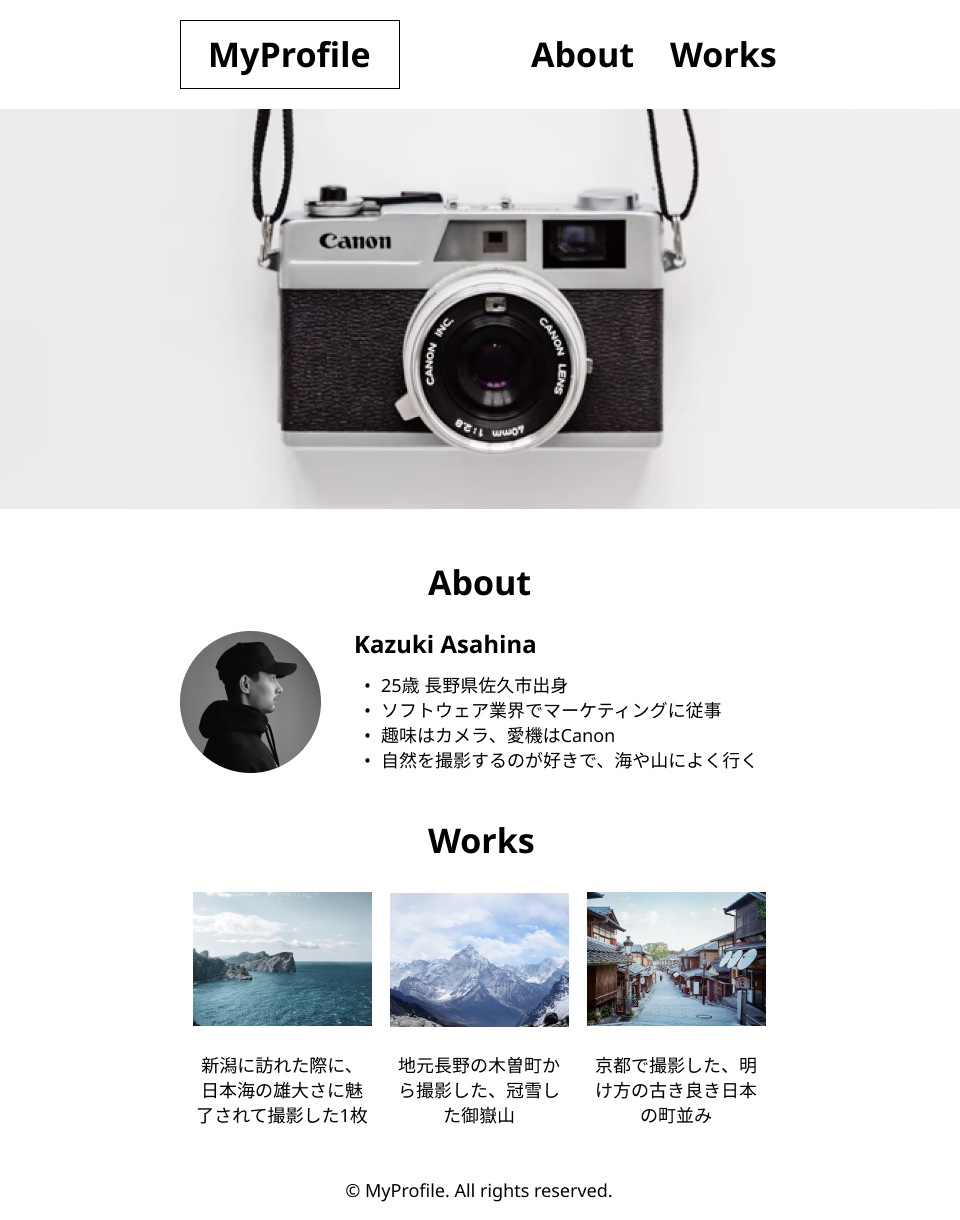 MyProfile
About
Works
Canon
CANON INC.
CANON LENS
40mm 1:2.8
About
Kazuki Asahina
• 25歳 長野県佐久市出身
• ソフトウェア業界でマーケティングに従事
• 趣味はカメラ、愛機はCanon
• 自然を撮影するのが好きで、海や山によく行く
Works
新潟に訪れた際に、
日本海の雄大さに魅
了されて撮影した1枚
地元長野の木曽町か
ら撮影した、冠雪し
た御嶽山
京都で撮影した、明
け方の古き良き日本
の町並み
© MyProfile. All rights reserved.